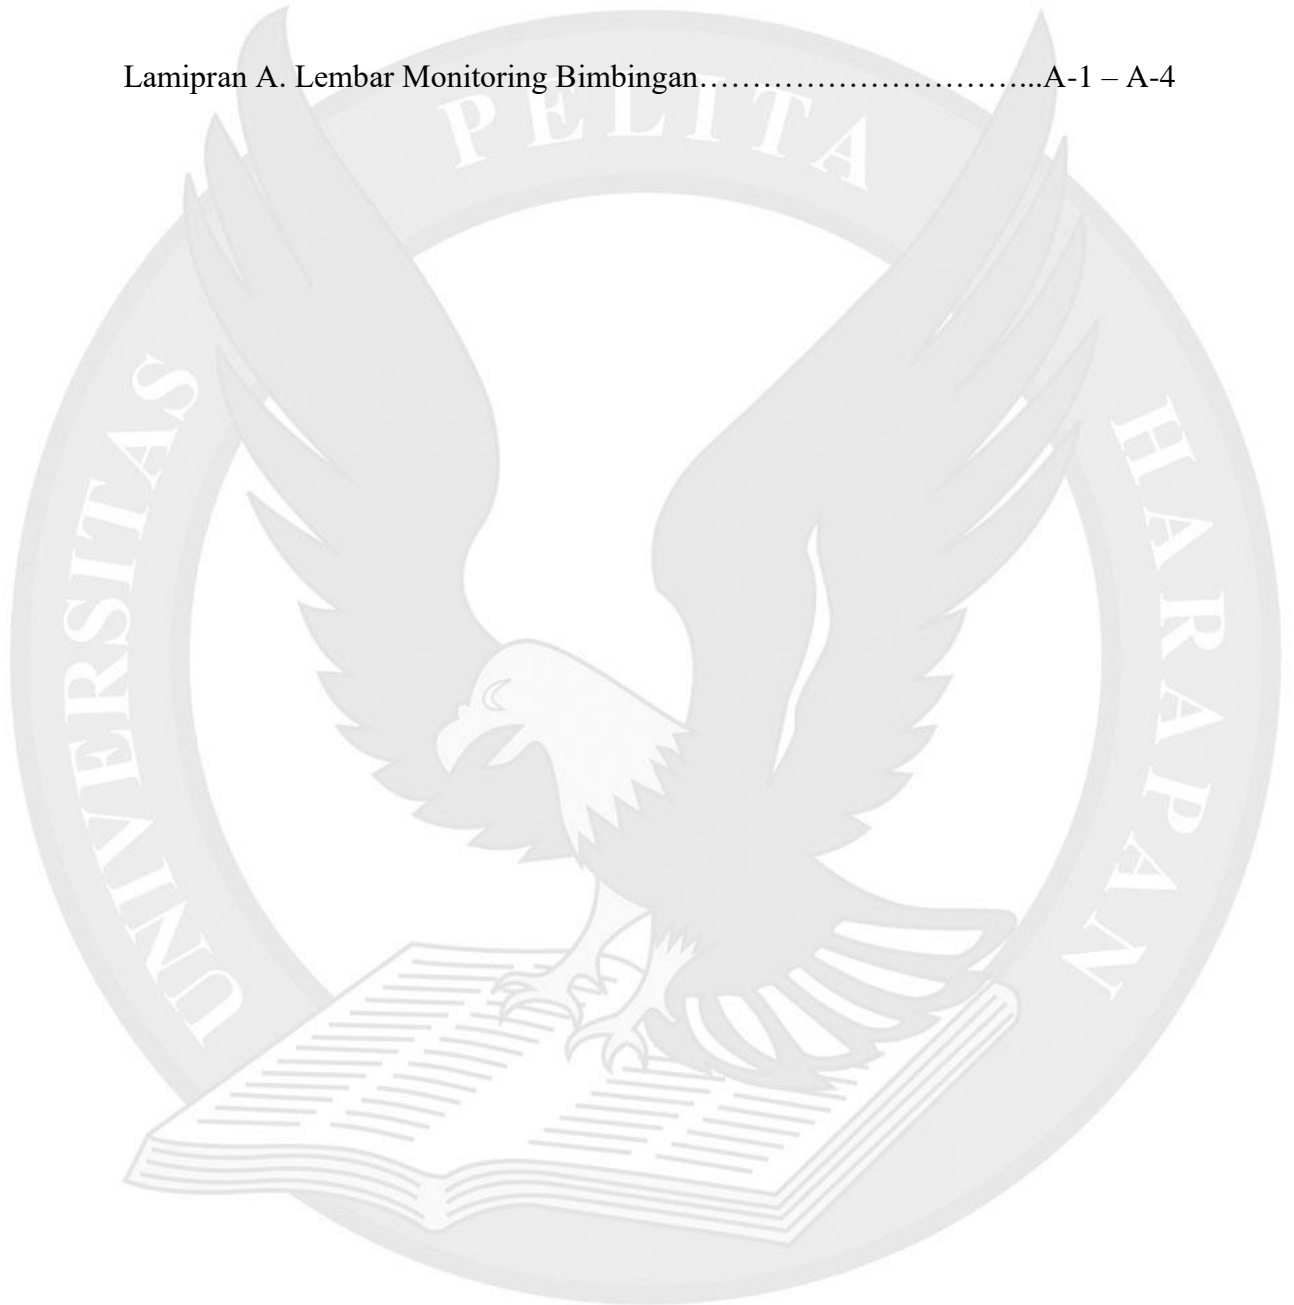 Lamipran A. Lembar Monitoring Bimbingan…………………………...A-1 – A-4
UNIVERSITAS PELITA HARAPAN